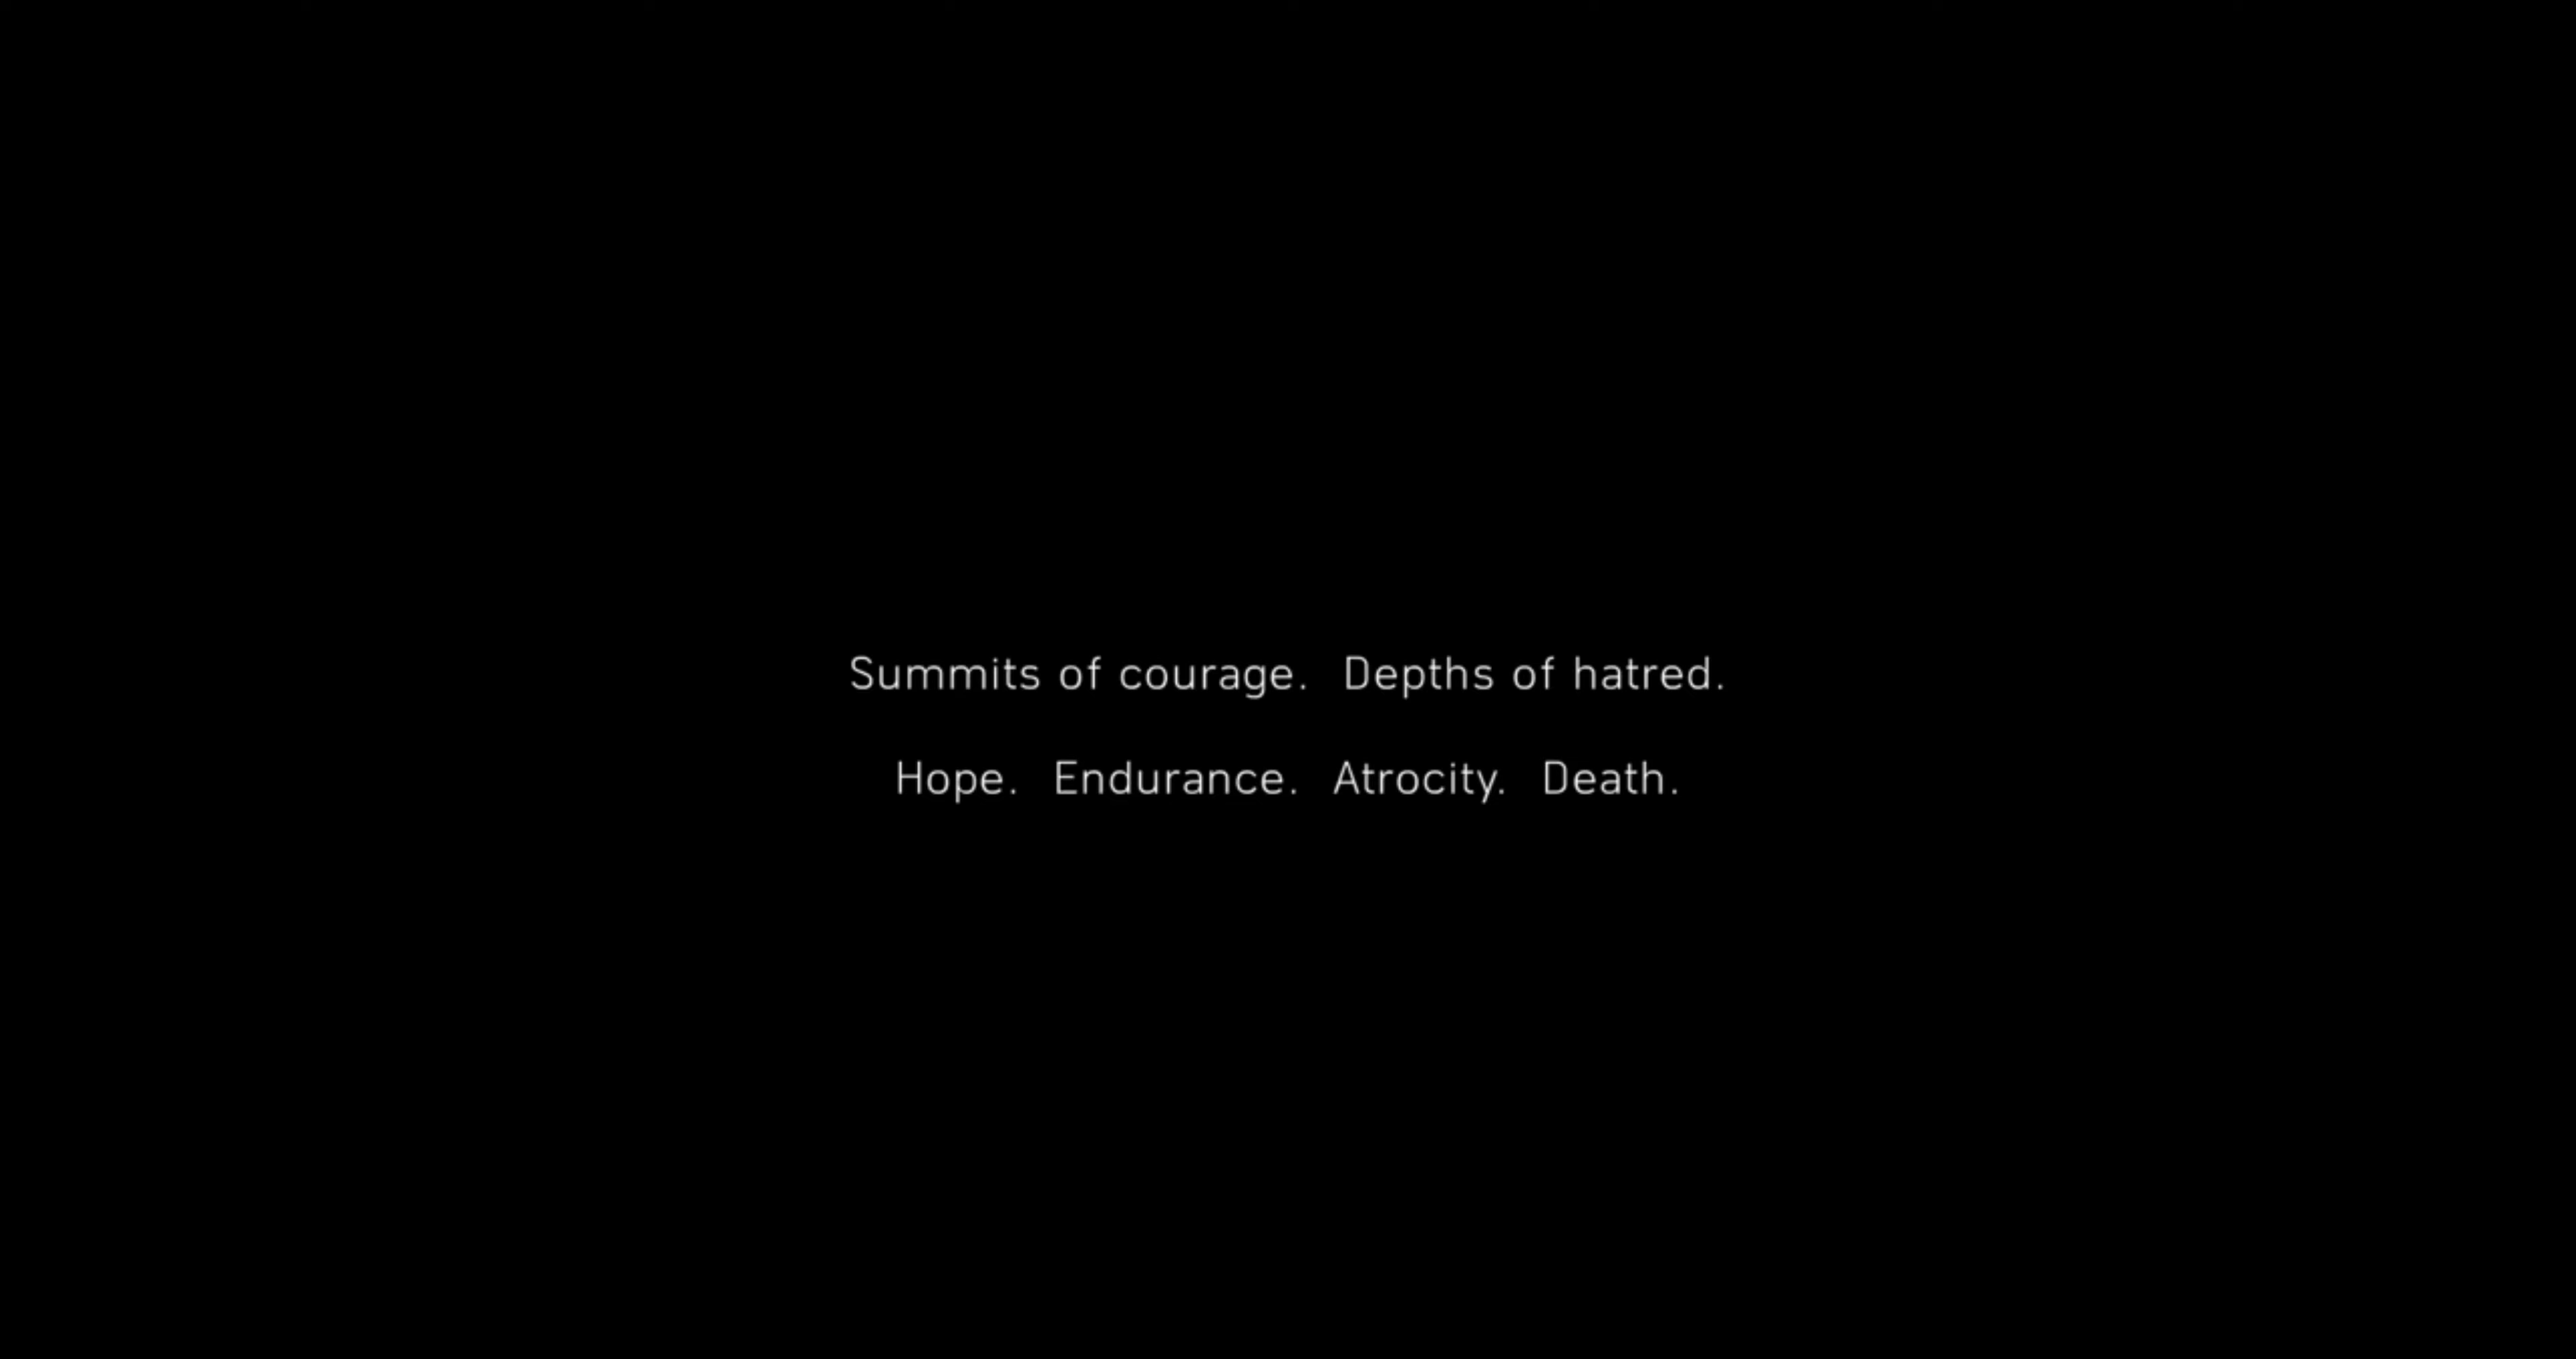 Summits of courage. Depths of hatred.
Hope. Endurance. Atrocity. Death.